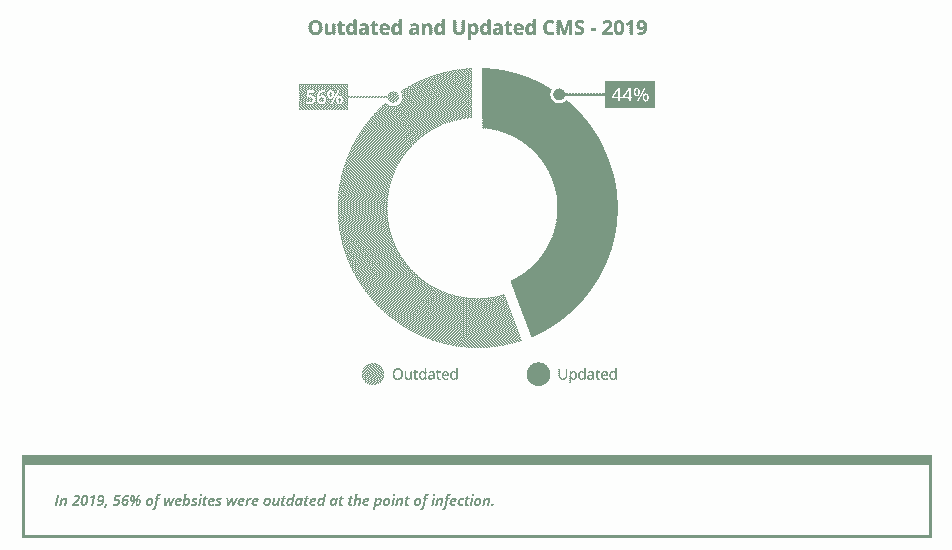 Outdated and Updated CMS - 2019
56%
44%
Outdated
Updated
In 2019, 56% of websites were outdated at the point of infection.